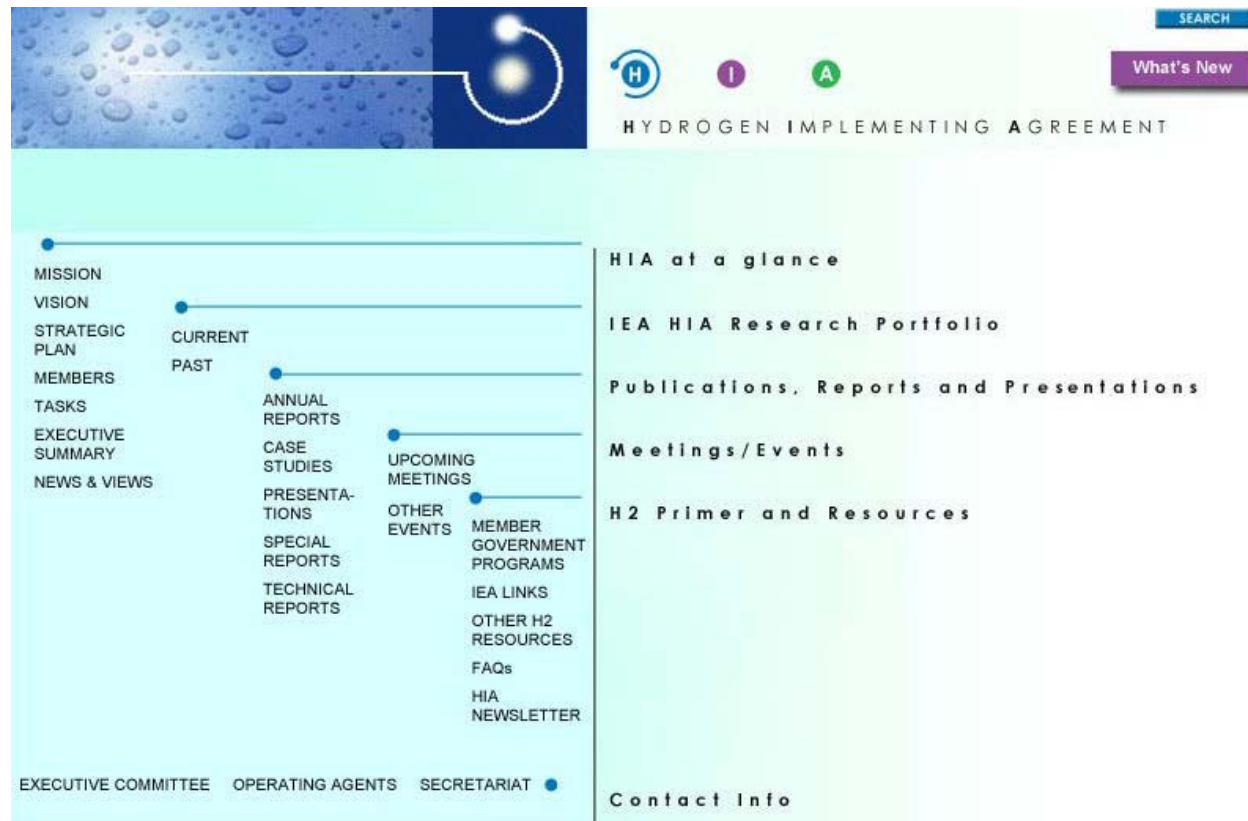 SEARCH
What's New
H I A
HYDROGEN IMPLEMENTING AGREEMENT
HIA at a glance
MISSION
VISION
STRATEGIC
PLAN
MEMBERS
TASKS
EXECUTIVE
SUMMARY
NEWS & VIEWS
IEA HIA Research Portfolio
CURRENT
PAST
Publications, Reports and Presentations
ANNUAL
REPORTS
CASE
STUDIES
PRESENTA-
TIONS
SPECIAL
REPORTS
TECHNICAL
REPORTS
Meetings/Events
UPCOMING
MEETINGS
OTHER
EVENTS
H2 Primer and Resources
MEMBER
GOVERNMENT
PROGRAMS
IEA LINKS
OTHER H2
RESOURCES
FAQs
HIA
NEWSLETTER
EXECUTIVE COMMITTEE OPERATING AGENTS SECRETARIAT
Contact Info